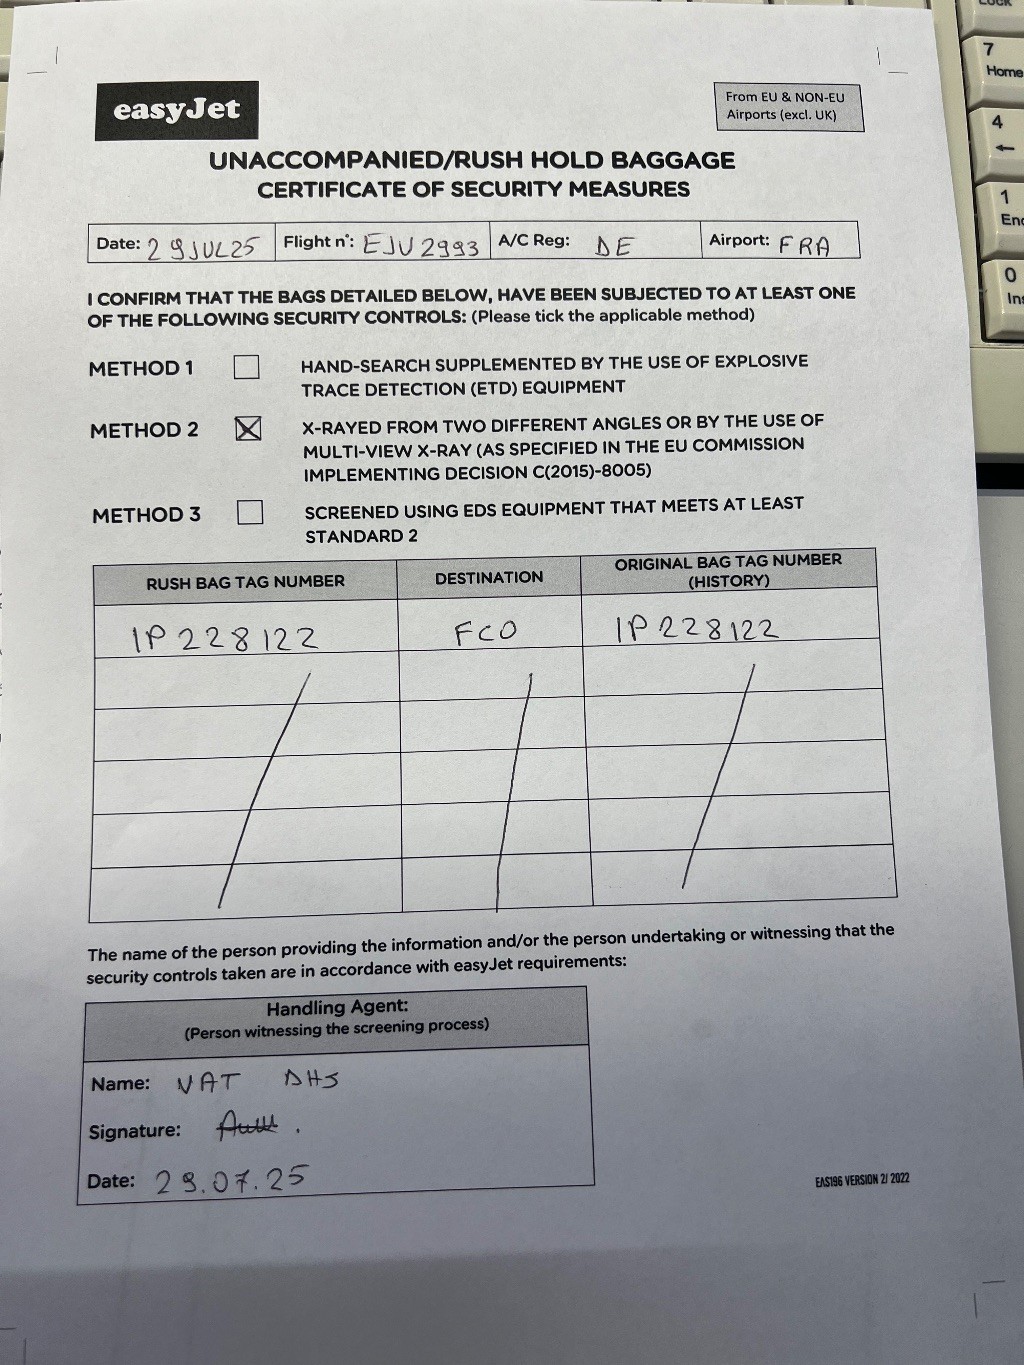 easyJet
From EU & NON-EU
Airports (excl. UK)
UNACCOMPANIED/RUSH HOLD BAGGAGE
CERTIFICATE OF SECURITY MEASURES
Date: 29JUL25 Flight n°: EJU2993 A/C Reg: DE Airport: FRA
I CONFIRM THAT THE BAGS DETAILED BELOW, HAVE BEEN SUBJECTED TO AT LEAST ONE
OF THE FOLLOWING SECURITY CONTROLS: (Please tick the applicable method)
METHOD 1 HAND-SEARCH SUPPLEMENTED BY THE USE OF EXPLOSIVE
TRACE DETECTION (ETD) EQUIPMENT
METHOD 2 X-RAYED FROM TWO DIFFERENT ANGLES OR BY THE USE OF
MULTI-VIEW X-RAY (AS SPECIFIED IN THE EU COMMISSION
IMPLEMENTING DECISION C(2015)-8005)
METHOD 3 SCREENED USING EDS EQUIPMENT THAT MEETS AT LEAST
STANDARD 2
RUSH BAG TAG NUMBER DESTINATION ORIGINAL BAG TAG NUMBER
(HISTORY)
IP228122 FCO IP228122
The name of the person providing the information and/or the person undertaking or witnessing that the
security controls taken are in accordance with easyJet requirements:
Handling Agent:
(Person witnessing the screening process)
Name: VAT DHS
Signature:
Date: 29.07.25
EAS196 VERSION 2/ 2022
7
Home
4
←
1
0